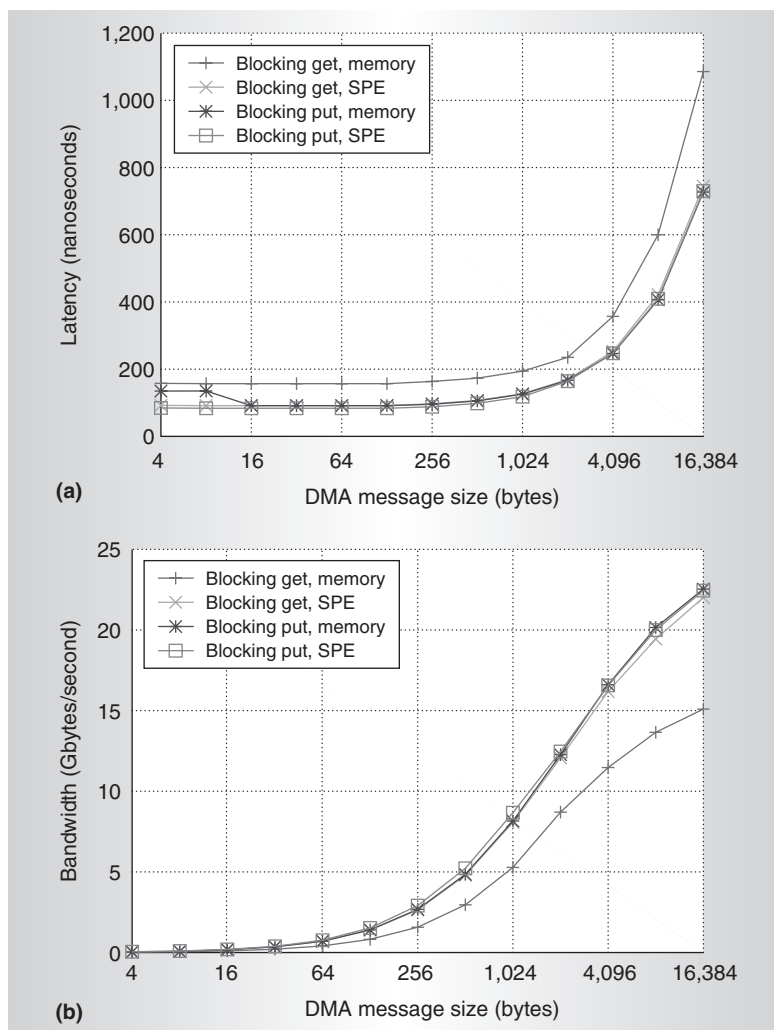 1,200
1,000
800
600
400
200
0
Latency (nanoseconds)
Blocking get, memory
Blocking get, SPE
Blocking put, memory
Blocking put, SPE
4
16
64
256
1,024
4,096
16,384
(a)
DMA message size (bytes)
25
20
15
10
5
0
Bandwidth (Gbytes/second)
Blocking get, memory
Blocking get, SPE
Blocking put, memory
Blocking put, SPE
4
16
64
256
1,024
4,096
16,384
(b)
DMA message size (bytes)